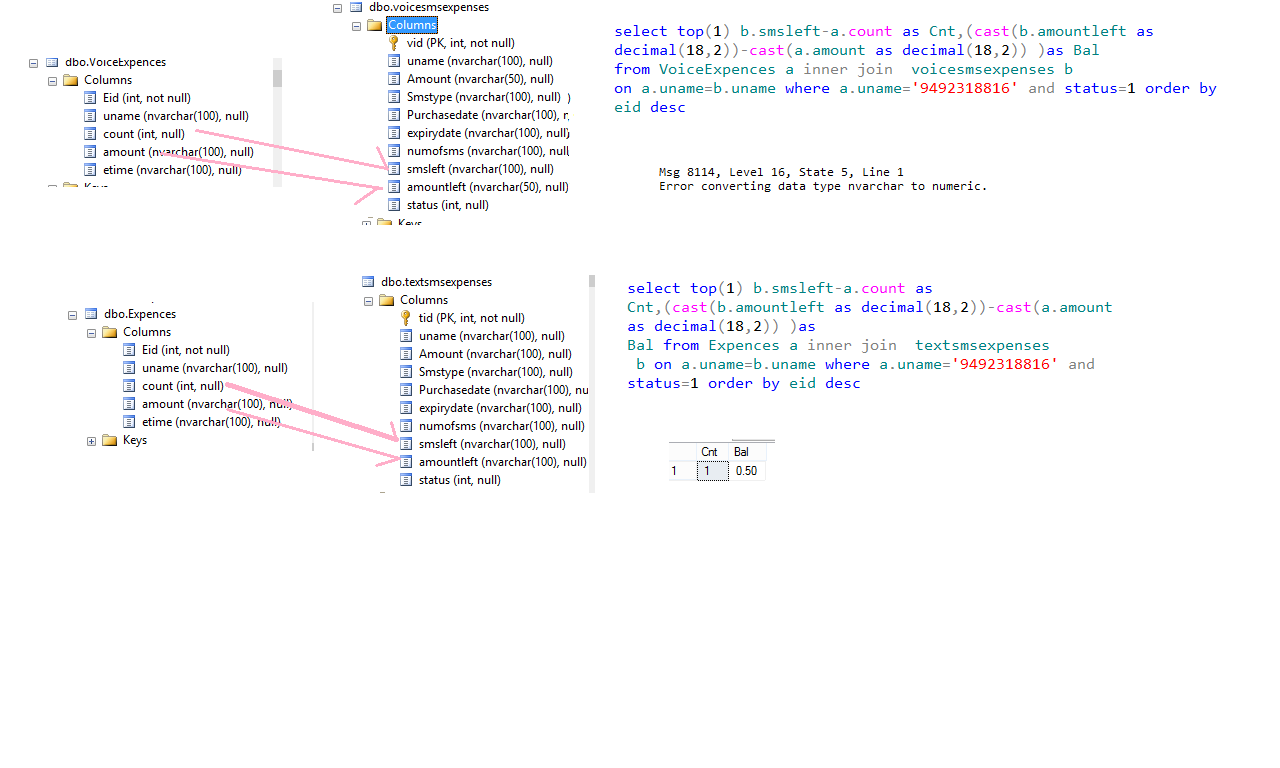 dbo.voicesmsexpenses
Columns
vid (PK, int, not null)
uname (nvarchar(100), null)
Amount (nvarchar(50), null)
Smstype (nvarchar(100), null)
Purchasedate (nvarchar(100),
expirydate (nvarchar(100), null)
numofsms (nvarchar(100), null
smsleft (nvarchar(100), null)
amountleft (nvarchar(50), null)
status (int, null)
Keys
dbo.VoiceExpences
Columns
Eid (int, not null)
uname (nvarchar(100), null)
count (int, null)
amount (nvarchar(100), null)
etime (nvarchar(100), null)
select top(1) b.smsleft-a.count as Cnt,(cast(b.amountleft as
decimal(18,2))-cast(a.amount as decimal(18,2)) )as Bal
from VoiceExpences a inner join voicesmsexpenses b
on a.uname=b.uname where a.uname='9492318816' and status=1 order by
eid desc
Msg 8114, Level 16, State 5, Line 1
Error converting data type nvarchar to numeric.
dbo.Expences
Columns
Eid (int, not null)
uname (nvarchar(100), null)
count (int, null)
amount (nvarchar(100), null)
etime (nvarchar(100), null)
Keys
dbo.textsmsexpenses
Columns
tid (PK, int, not null)
uname (nvarchar(100), null)
Amount (nvarchar(100), null)
Smstype (nvarchar(100), null)
Purchasedate (nvarchar(100), nu
expirydate (nvarchar(100), null)
numofsms (nvarchar(100), null)
smsleft (nvarchar(100), null)
amountleft (nvarchar(100), null)
status (int, null)
select top(1) b.smsleft-a.count as
Cnt,(cast(b.amountleft as decimal(18,2))-cast(a.amount
as decimal(18,2)) )as
Bal from Expences a inner join textsmsexpenses
b on a.uname=b.uname where a.uname='9492318816' and
status=1 order by eid desc
Cnt Bal
1 1 0.50